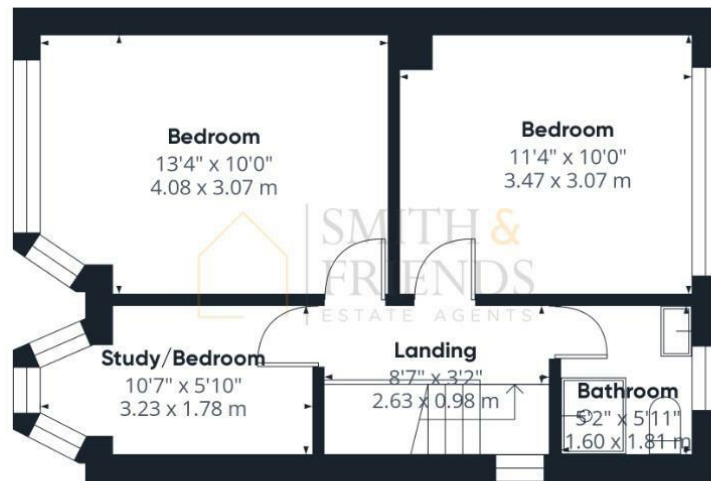 Bedroom
13'4" x 10'0"
4.08 x 3.07 m
Bedroom
11'4" x 10'0"
3.47 x 3.07 m
SMITH &
FRIENDS
ESTATE AGENTS
Study/Bedroom
10'7" x 5'10"
3.23 x 1.78 m
Landing
8'7" x 3'2"
2.63 x 0.98 m
Bathroom
5'2" x 5'11"
1.60 x 1.81 m